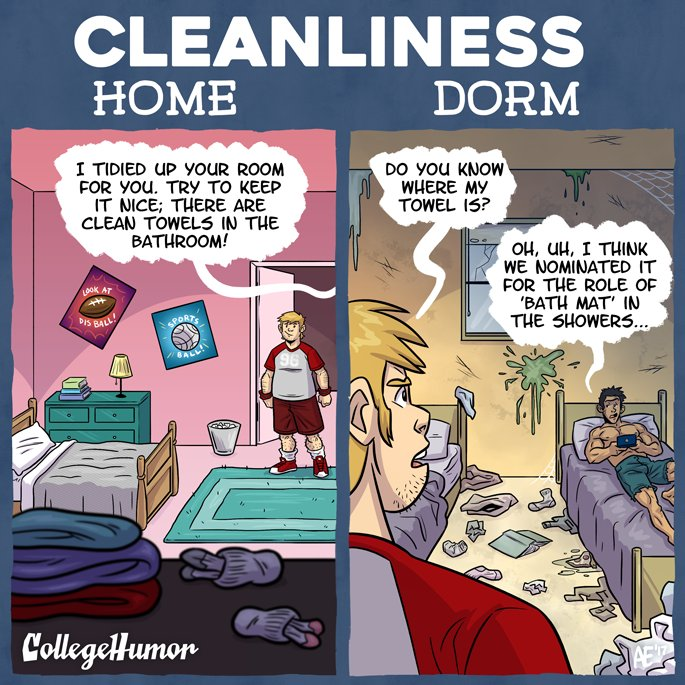 CLEANLINESS
HOME
DORM
I TIDIED UP YOUR ROOM
FOR YOU. TRY TO KEEP
IT NICE; THERE ARE
CLEAN TOWELS IN THE
BATHROOM!
LOOK AT
DIS BALL!
SPORTS
BALL!
96
CollegeHumor
DO YOU KNOW
WHERE MY
TOWEL IS?
OH, UH, I THINK
WE NOMINATED IT
FOR THE ROLE OF
'BATH MAT' IN
THE SHOWERS...
AE'17